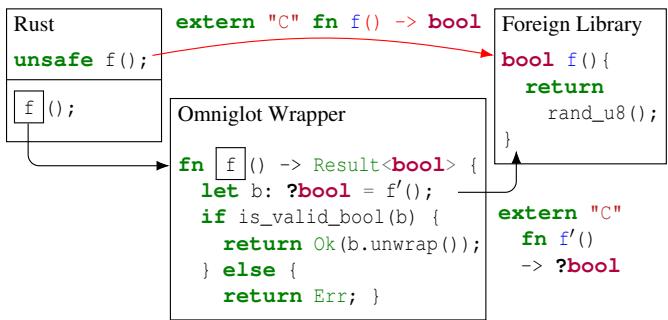 Rust
unsafe f();
f();
extern "C" fn f() -> bool
Foreign Library
bool f(){
return
rand_u8();
}
Omniglot Wrapper
fn f () -> Result<bool> {
let b: ?bool = f′();
if is_valid_bool(b) {
return Ok(b.unwrap());
} else {
return Err; }
extern "C"
fn f′()
-> ?bool